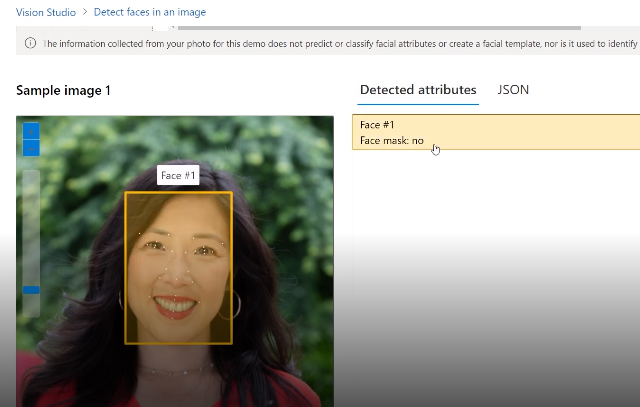 Vision Studio > Detect faces in an image
The information collected from your photo for this demo does not predict or classify facial attributes or create a facial template, nor is it used to identify
Sample image 1
Detected attributes JSON
Face #1
Face mask: no
Face #1